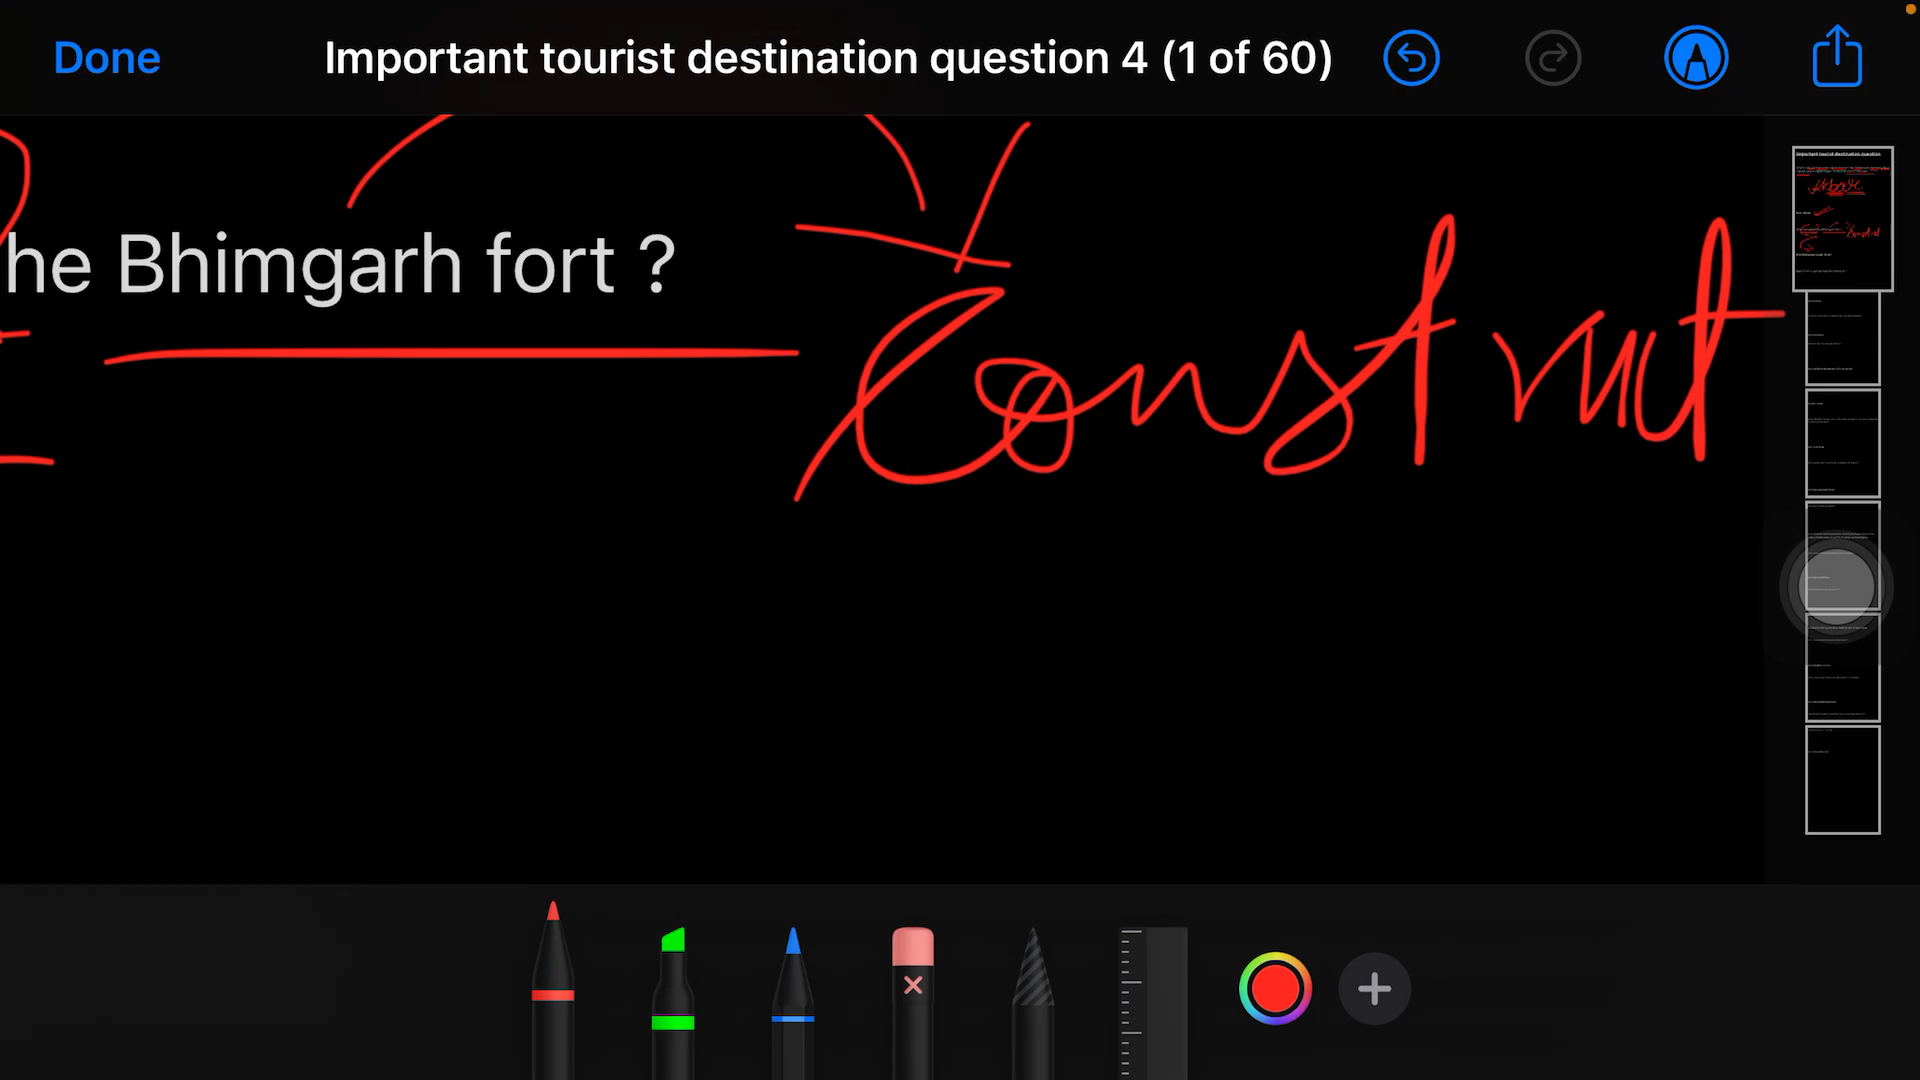 Done
Important tourist destination question 4 (1 of 60)
he Bhimgarh fort ?
Construct